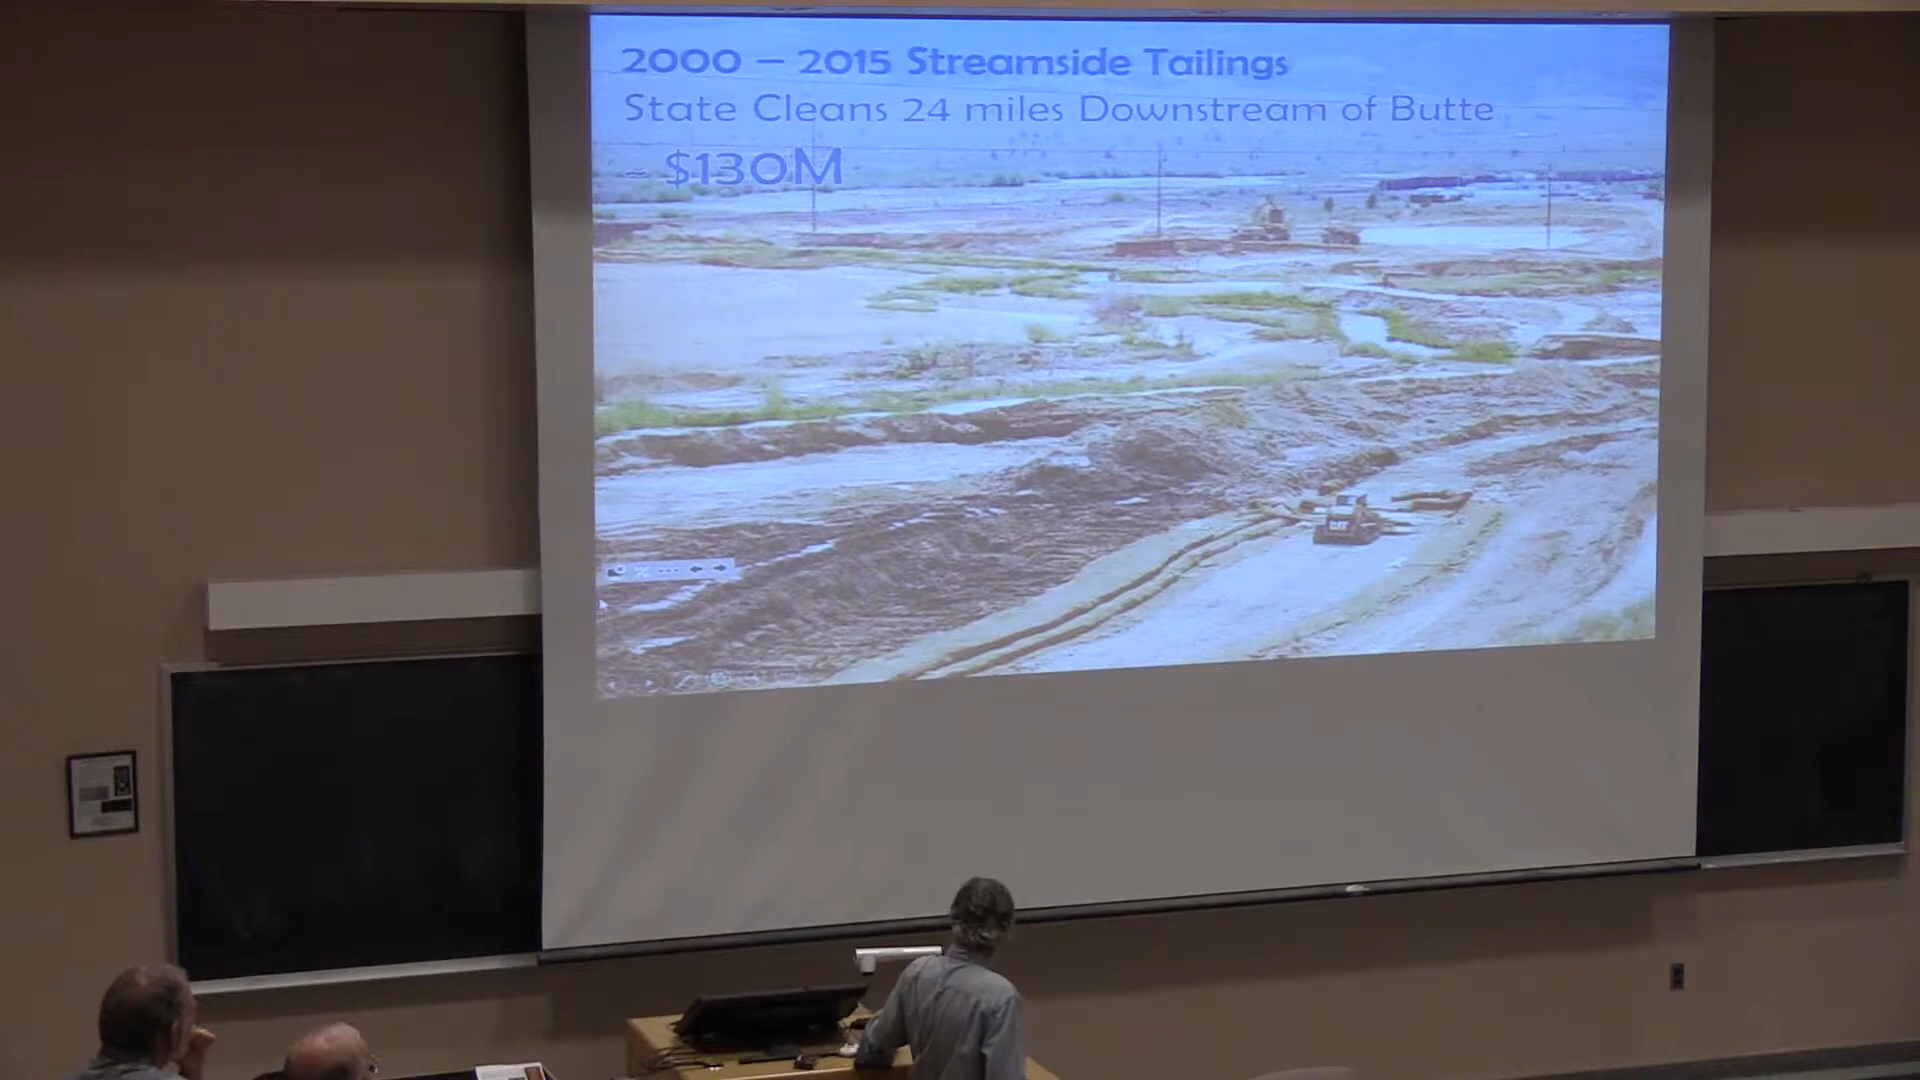 2000 – 2015 Streamside Tailings
State Cleans 24 miles Downstream of Butte
~ $130M